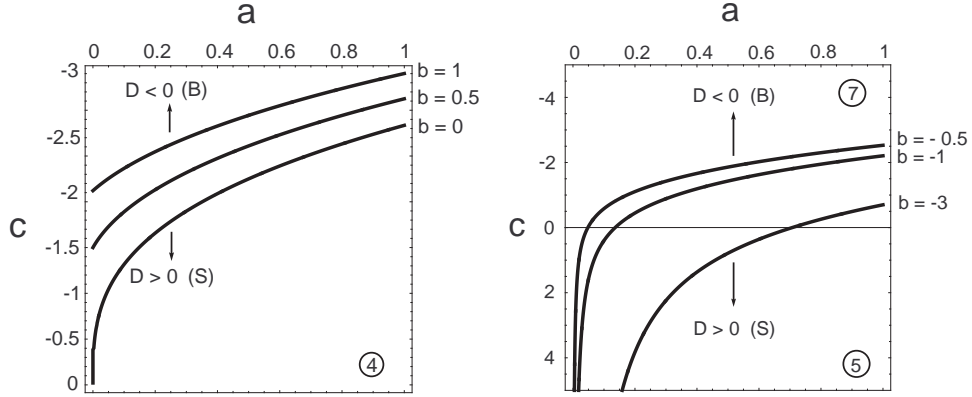 a
0 0.2 0.4 0.6 0.8 1
-3
-2.5
-2
-1.5
-1
-0.5
0
c
D < 0 (B)
D > 0 (S)
b = 1
b = 0.5
b = 0
4
a
0 0.2 0.4 0.6 0.8 1
-4
-2
0
2
4
c
D < 0 (B)
7
b = - 0.5
b = -1
b = -3
D > 0 (S)
5